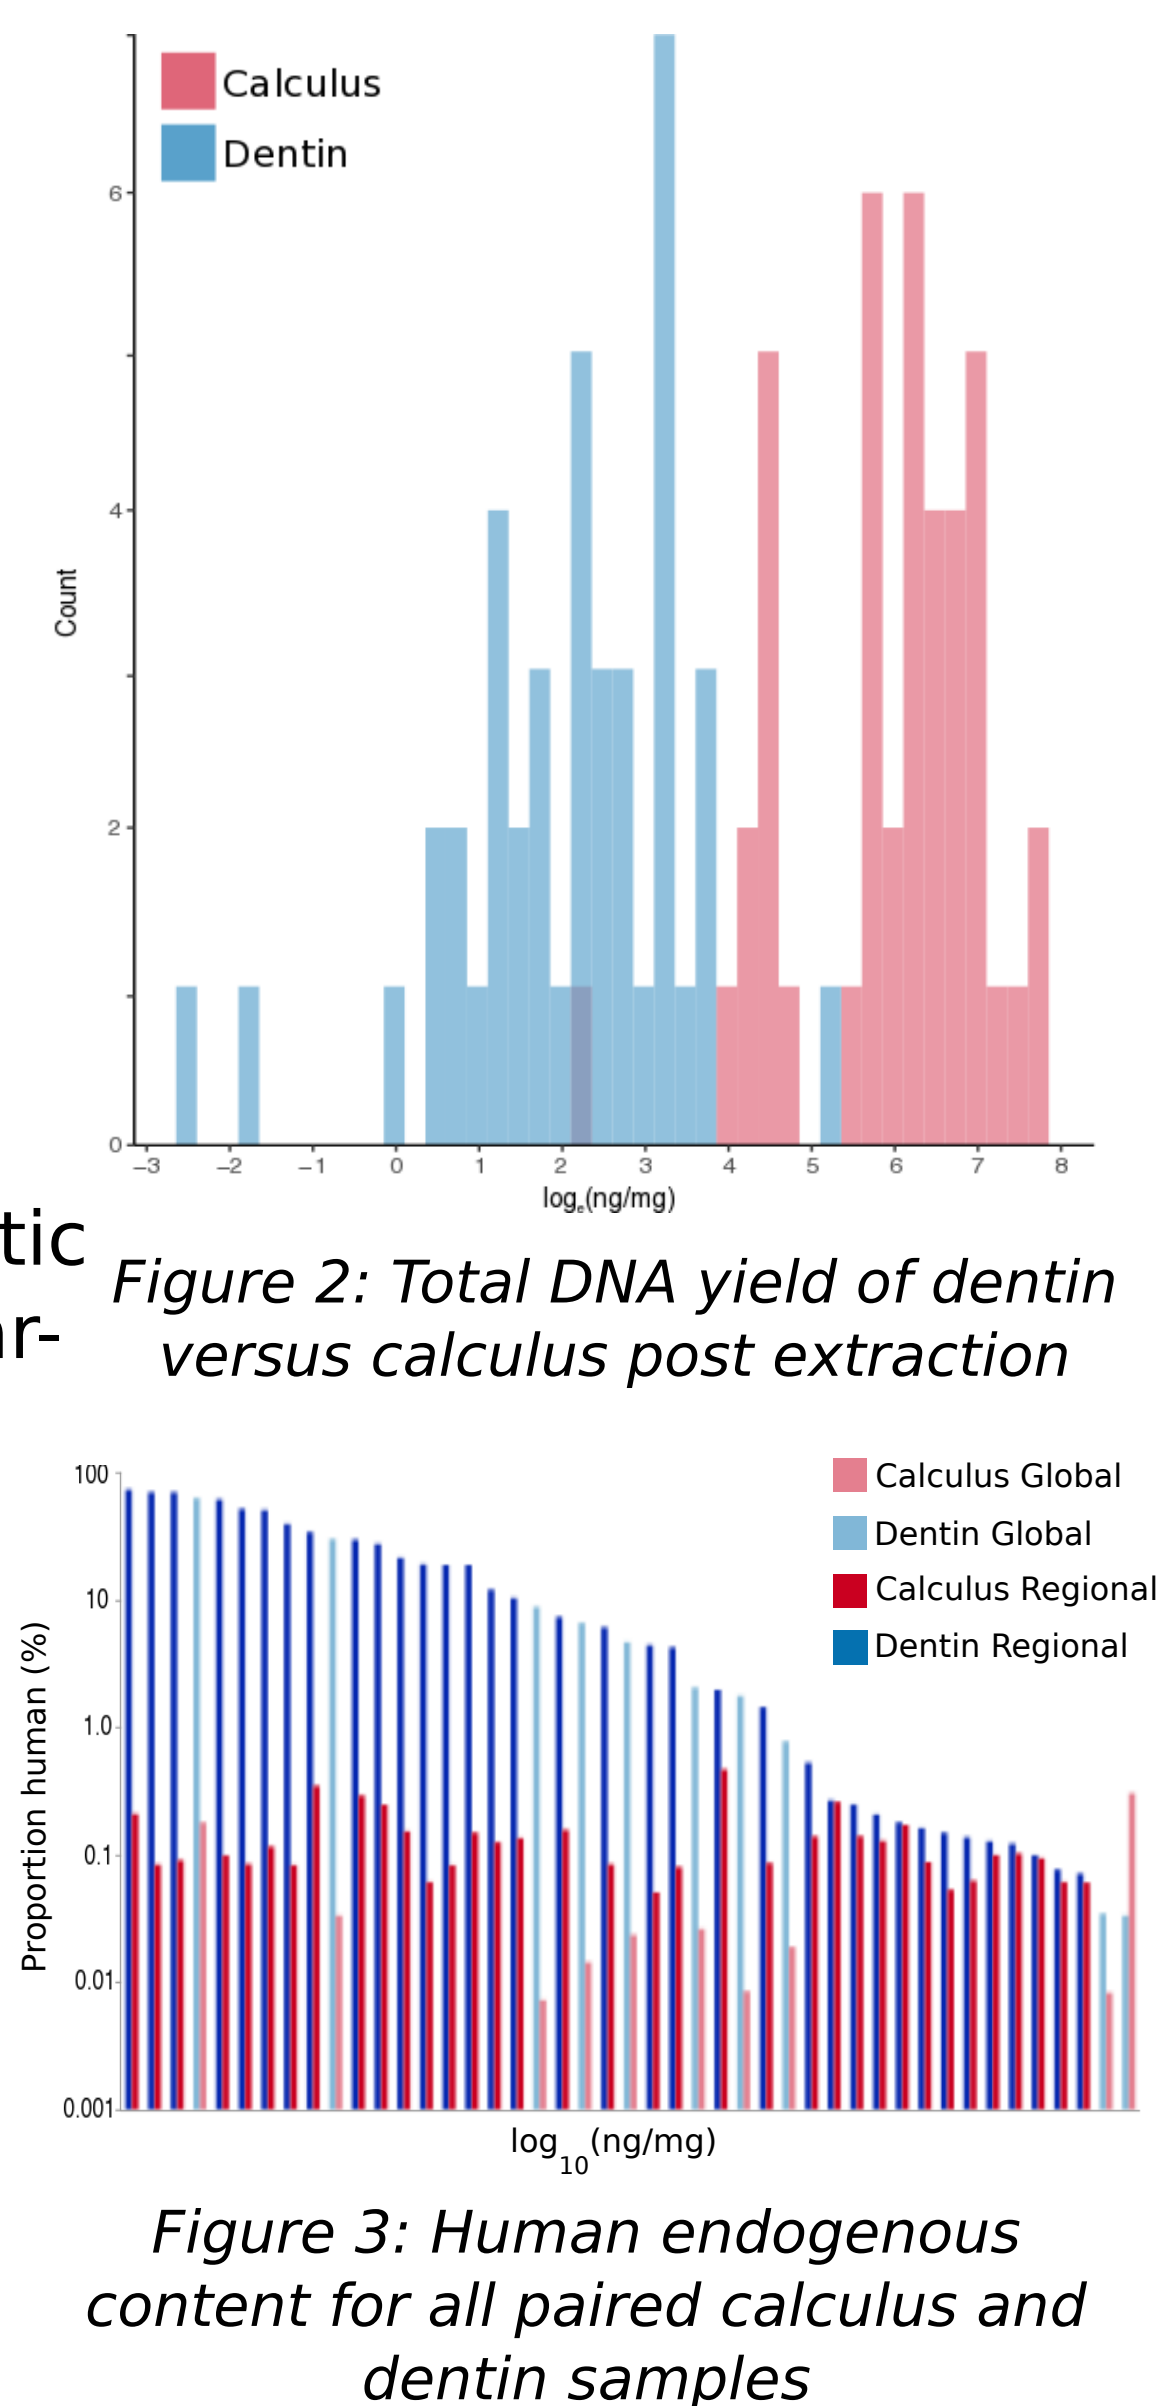 Calculus
Dentin
6
4
2
0
Count
−3 −2 −1 0 1 2 3 4 5 6 7 8
logₑ(ng/mg)
tic
ar-
Figure 2: Total DNA yield of dentin
versus calculus post extraction
Calculus Global
Dentin Global
Calculus Regional
Dentin Regional
100
10
1.0
0.1
0.01
0.001
Proportion human (%)
log₁₀(ng/mg)
Figure 3: Human endogenous
content for all paired calculus and
dentin samples